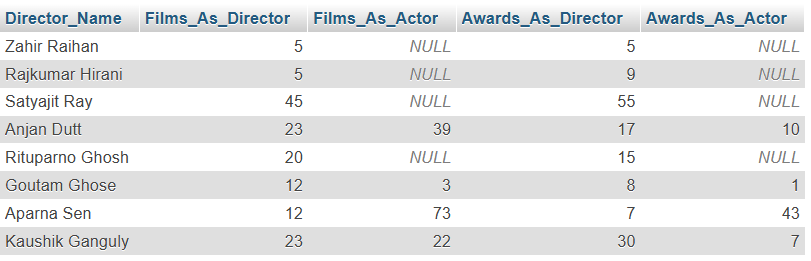 Director_Name Films_As_Director Films_As_Actor Awards_As_Director Awards_As_Actor
Zahir Raihan 5 NULL 5 NULL
Rajkumar Hirani 5 NULL 9 NULL
Satyajit Ray 45 NULL 55 NULL
Anjan Dutt 23 39 17 10
Rituparno Ghosh 20 NULL 15 NULL
Goutam Ghose 12 3 8 1
Aparna Sen 12 73 7 43
Kaushik Ganguly 23 22 30 7